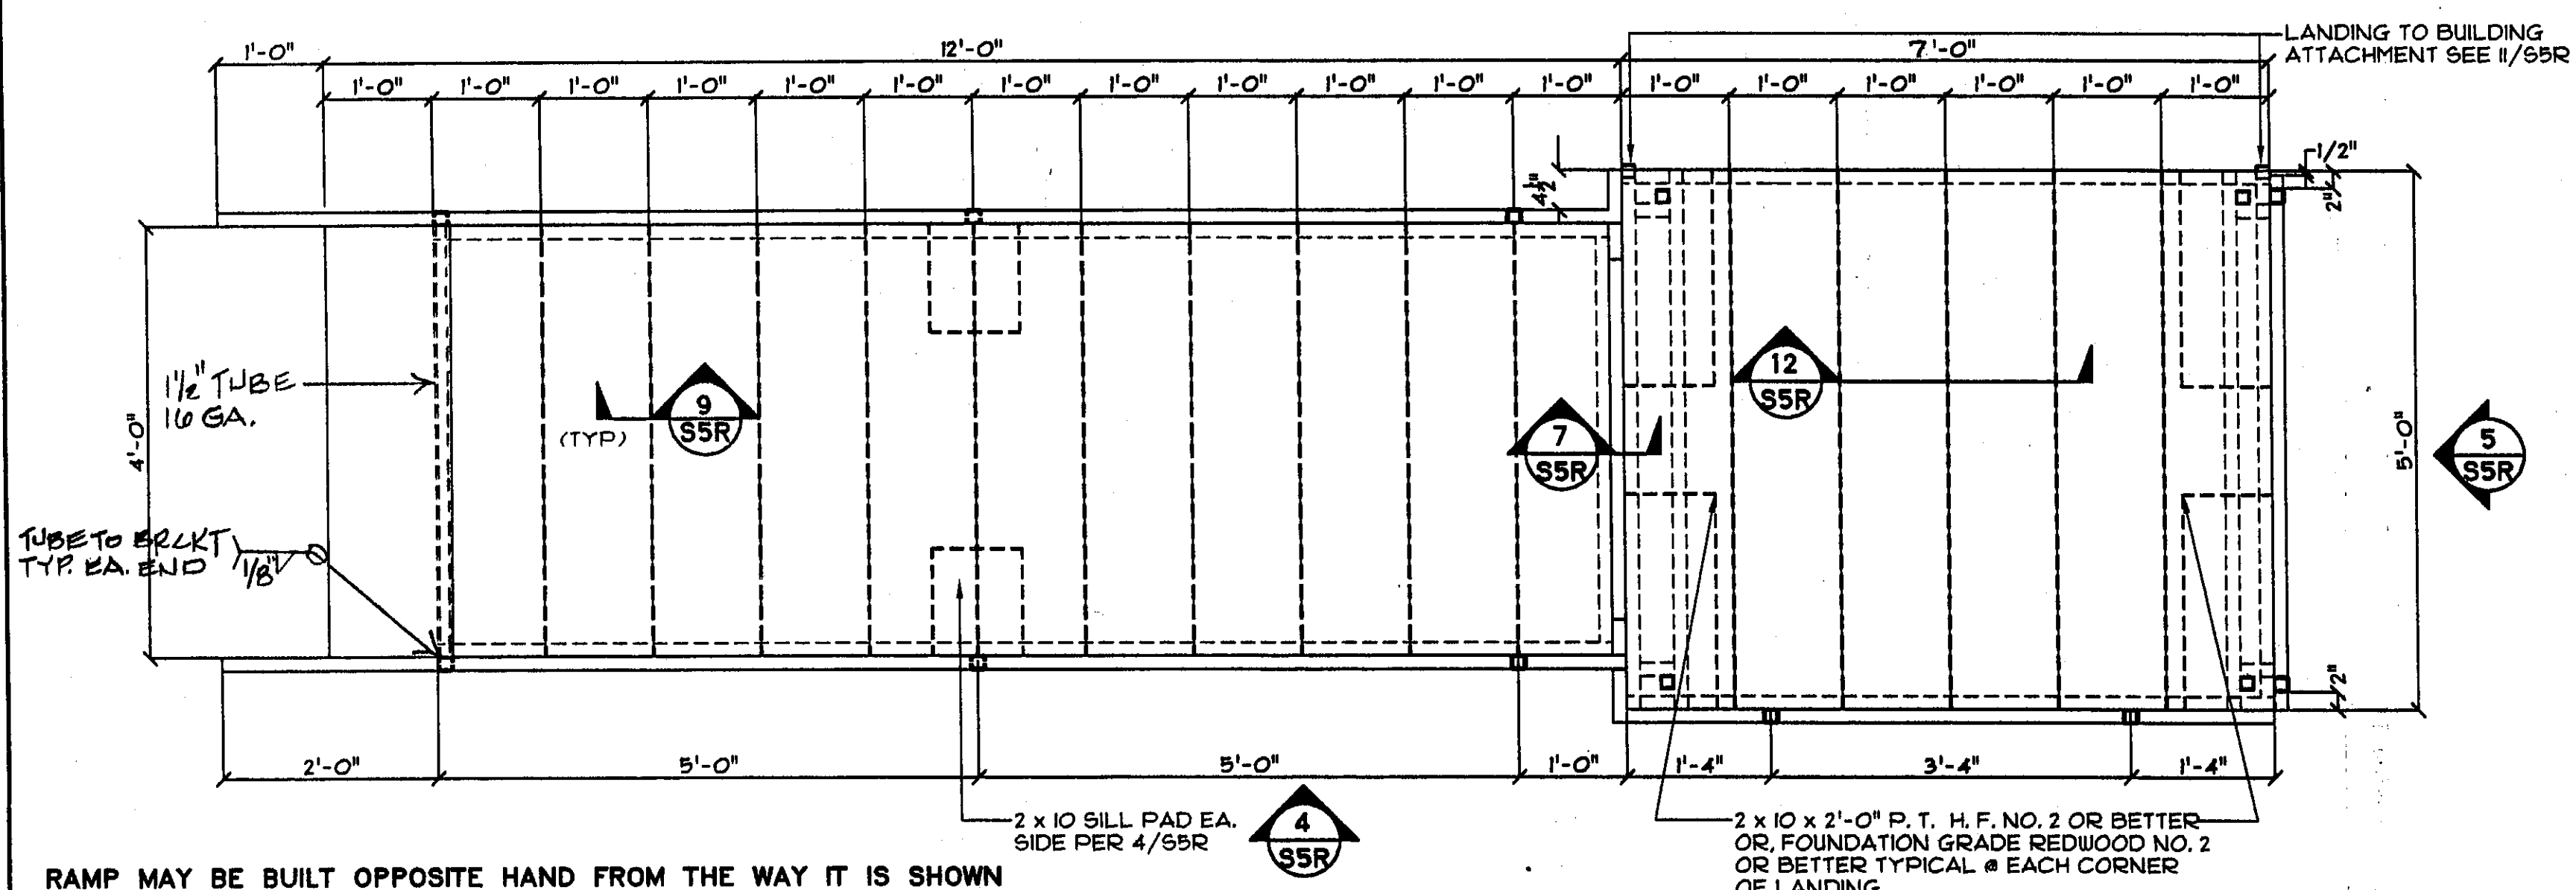 1'-0"
12'-0"
7'-0"
LANDING TO BUILDING
ATTACHMENT SEE 11/S5R
1'-0" 1'-0" 1'-0" 1'-0" 1'-0" 1'-0" 1'-0" 1'-0" 1'-0" 1'-0" 1'-0" 1'-0" 1'-0" 1'-0" 1'-0" 1'-0" 1'-0" 1'-0"
4½"
1/2"
2"
1½" TUBE
16 GA.
4'-0"
(TYP)
9
S5R
7
S5R
12
S5R
5'-0"
5
S5R
TUBE TO BRCKT
TYP. EA. END
1/8"
2"
2'-0"
5'-0"
5'-0"
1'-0"
1'-4"
3'-4"
1'-4"
2 x 10 SILL PAD EA.
SIDE PER 4/S5R
4
S5R
2 x 10 x 2'-0" P. T. H. F. NO. 2 OR BETTER
OR, FOUNDATION GRADE REDWOOD NO. 2
OR BETTER TYPICAL @ EACH CORNER
OF LANDING
RAMP MAY BE BUILT OPPOSITE HAND FROM THE WAY IT IS SHOWN